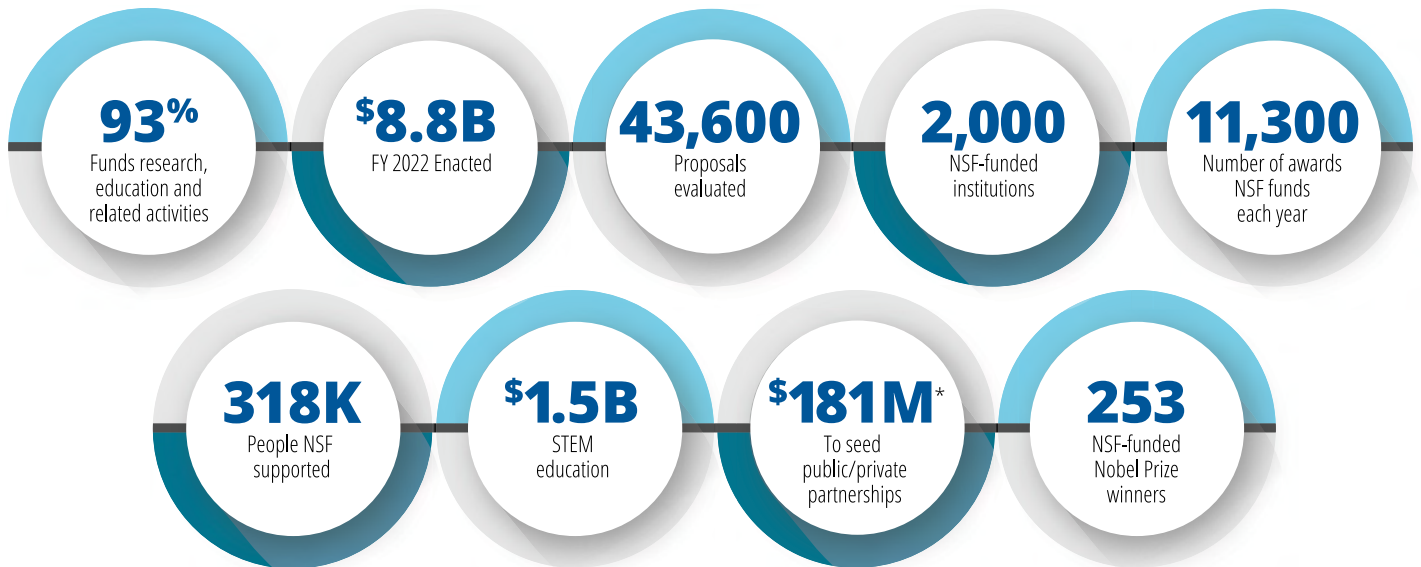 93%
Funds research,
education and
related activities
$8.8B
FY 2022 Enacted
43,600
Proposals
evaluated
2,000
NSF-funded
institutions
11,300
Number of awards
NSF funds
each year
318K
People NSF
supported
$1.5B
STEM
education
$181M*
To seed
public/private
partnerships
253
NSF-funded
Nobel Prize
winners